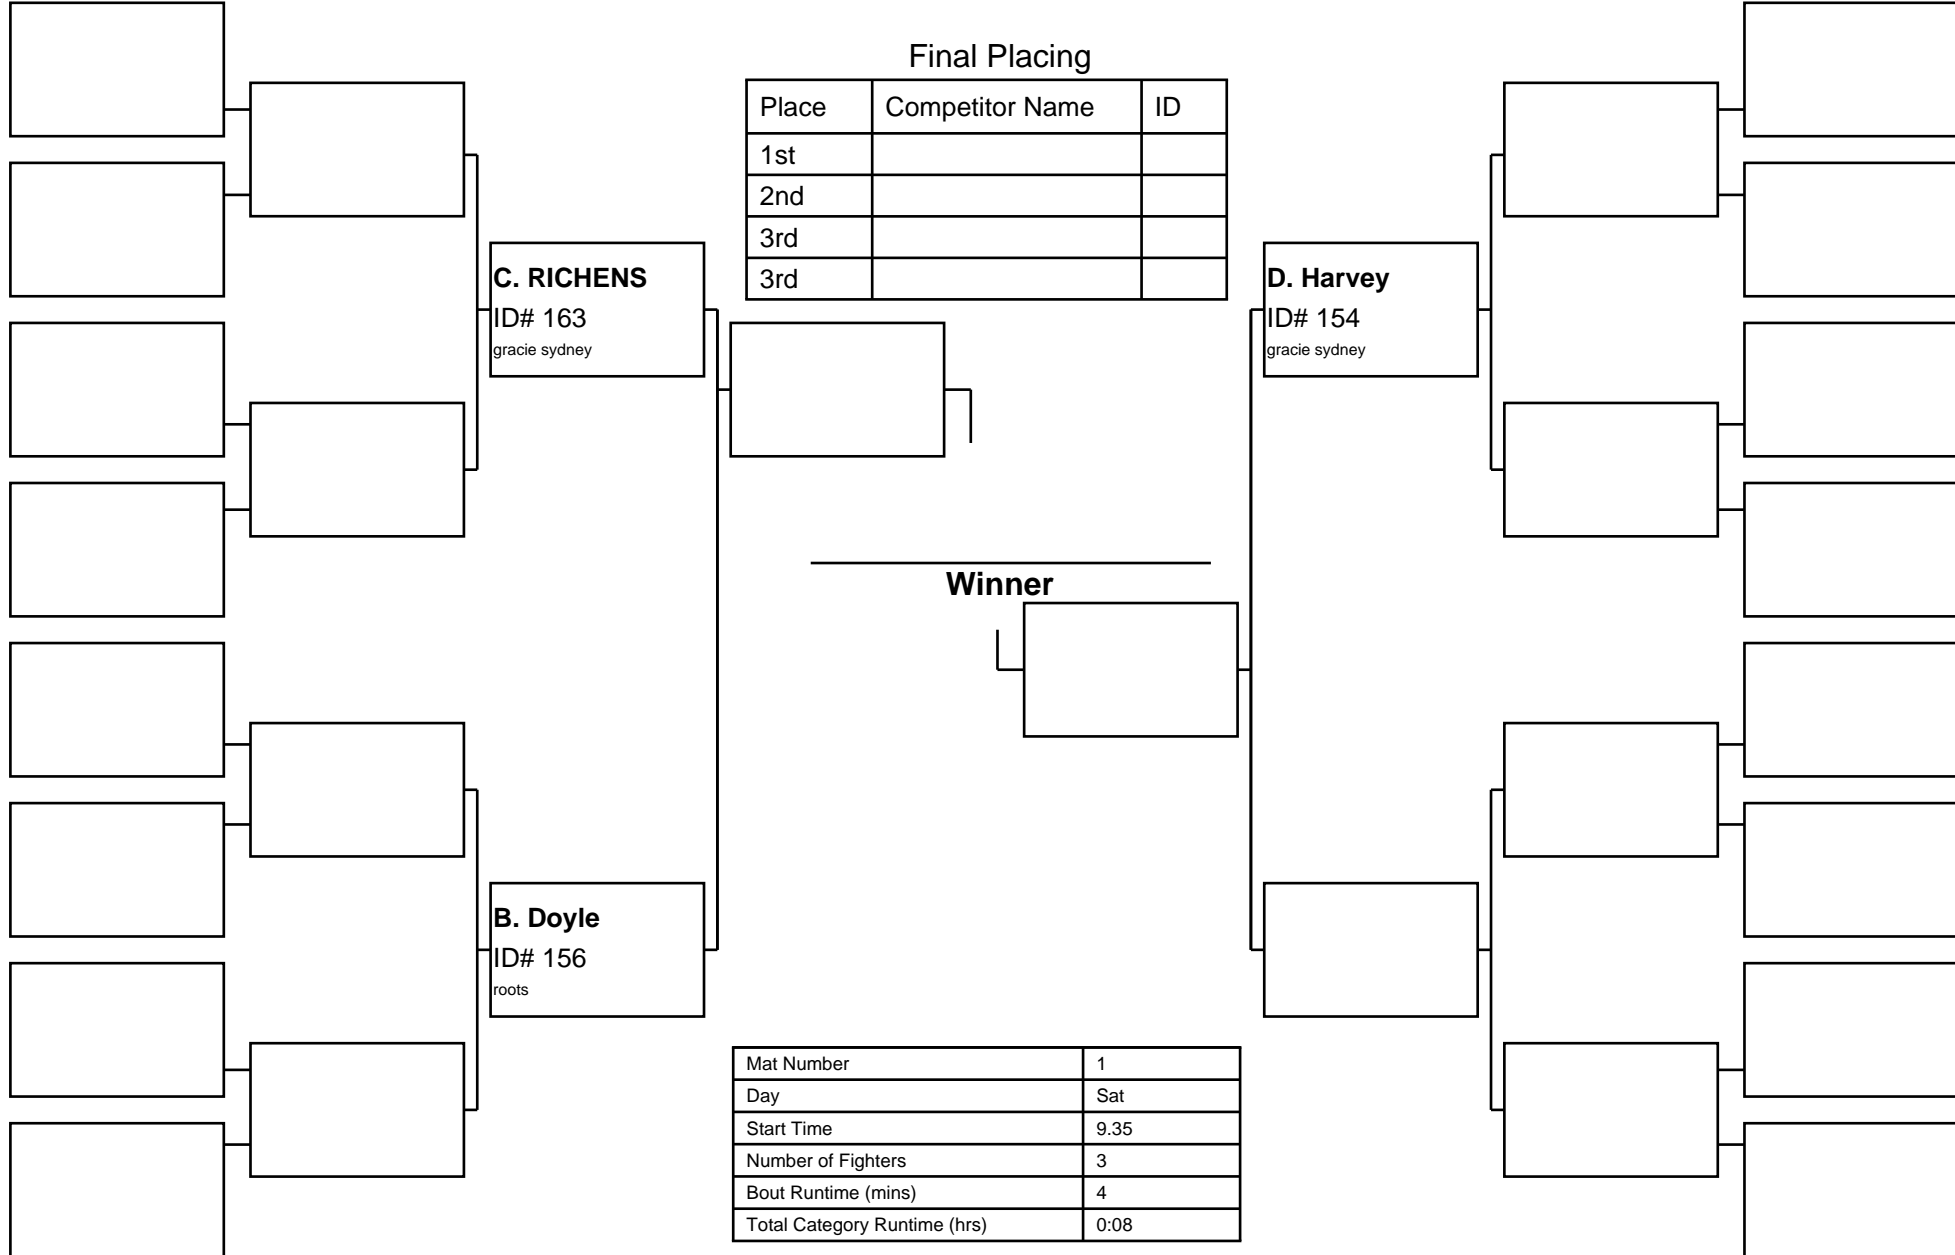 Final Placing
Place Competitor Name ID
1st
2nd
3rd
3rd
C. RICHENS
ID# 163
gracie sydney
D. Harvey
ID# 154
gracie sydney
Winner
B. Doyle
ID# 156
roots
Mat Number 1
Day Sat
Start Time 9.35
Number of Fighters 3
Bout Runtime (mins) 4
Total Category Runtime (hrs) 0:08